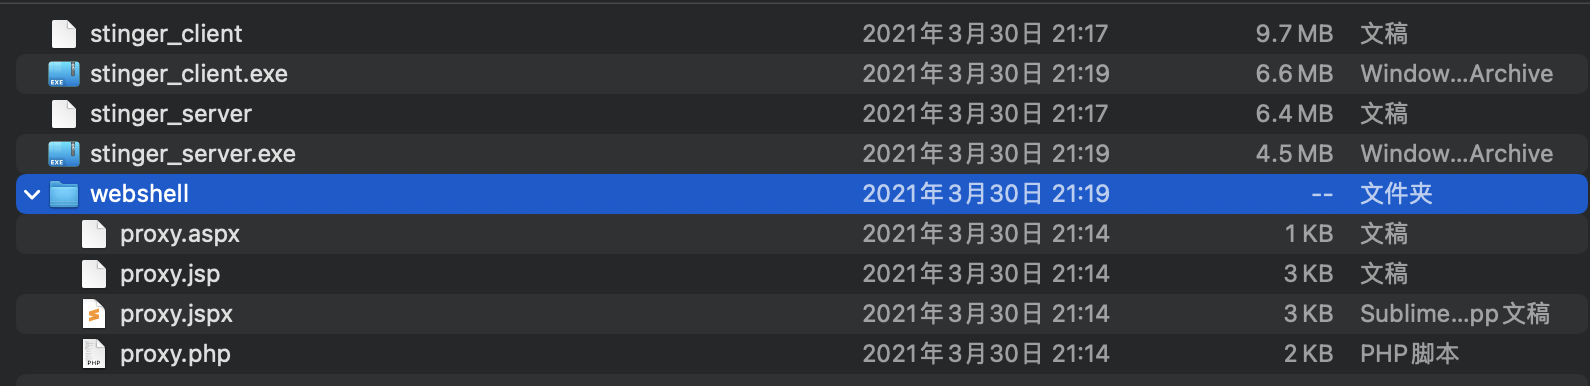 stinger_client 2021年3月30日 21:17 9.7 MB 文稿
EXE stinger_client.exe 2021年3月30日 21:19 6.6 MB Window...Archive
stinger_server 2021年3月30日 21:17 6.4 MB 文稿
EXE stinger_server.exe 2021年3月30日 21:19 4.5 MB Window...Archive
webshell 2021年3月30日 21:19 -- 文件夹
proxy.aspx 2021年3月30日 21:14 1 KB 文稿
proxy.jsp 2021年3月30日 21:14 3 KB 文稿
proxy.jspx 2021年3月30日 21:14 3 KB Sublime...pp文稿
PHP proxy.php 2021年3月30日 21:14 2 KB PHP脚本